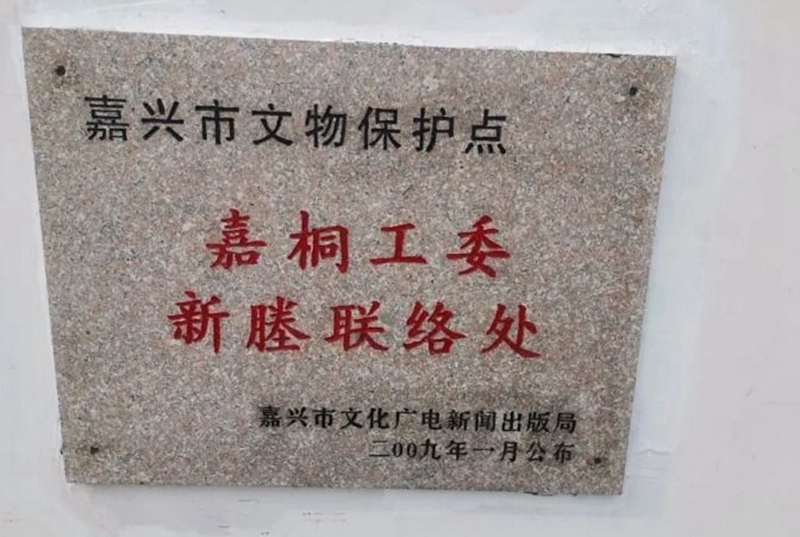 嘉兴市文物保护点
嘉桐工委
新塍联络处
嘉兴市文化广电新闻出版局
二00九年一月公布